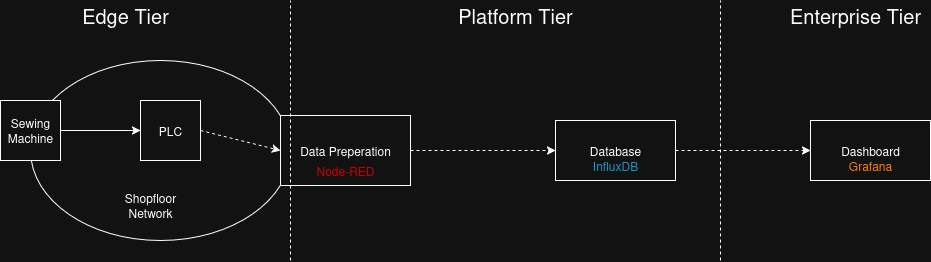 Edge Tier
Platform Tier
Enterprise Tier
Sewing
Machine
PLC
Data Preperation
Node-RED
Database
InfluxDB
Dashboard
Grafana
Shopfloor
Network